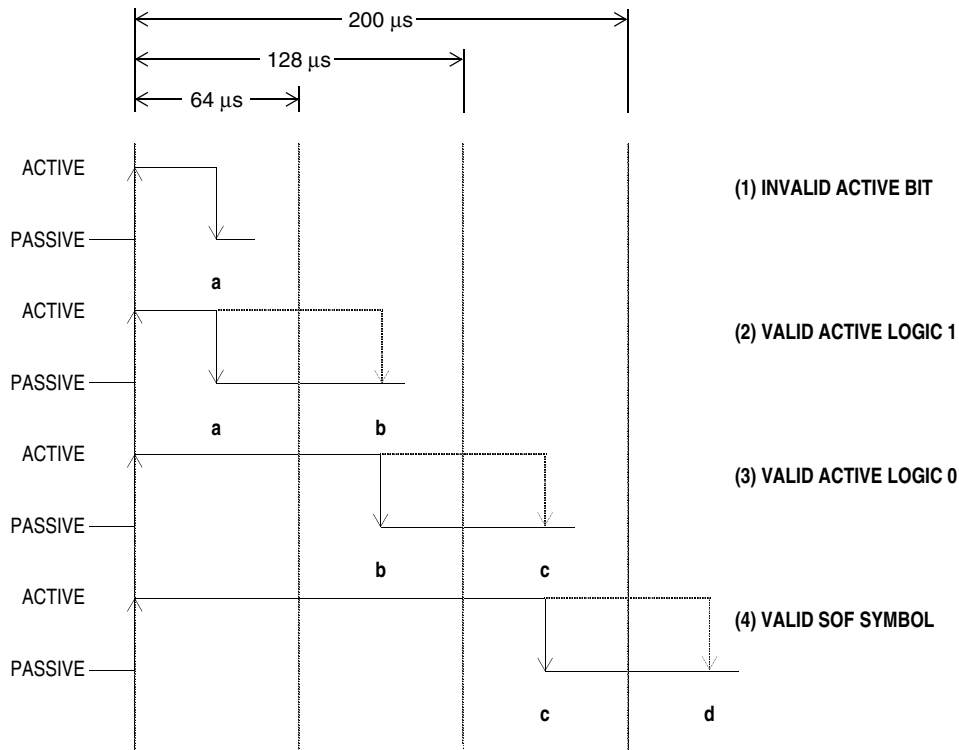 200 μs
128 μs
64 μs
ACTIVE
(1) INVALID ACTIVE BIT
PASSIVE
a
ACTIVE
(2) VALID ACTIVE LOGIC 1
PASSIVE
a b
ACTIVE
(3) VALID ACTIVE LOGIC 0
PASSIVE
b c
ACTIVE
(4) VALID SOF SYMBOL
PASSIVE
c d